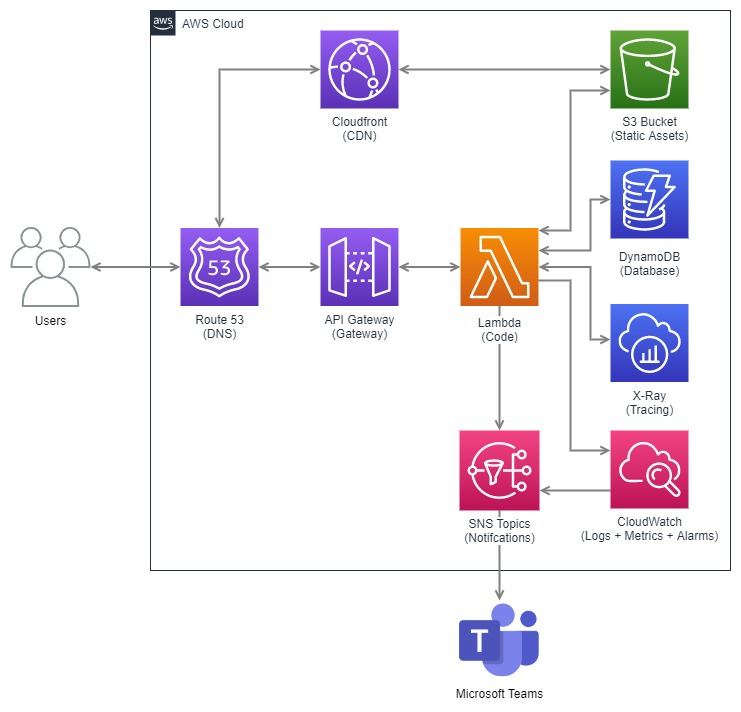 aws
AWS Cloud
Cloudfront
(CDN)
S3 Bucket
(Static Assets)
DynamoDB
(Database)
Users
53
Route 53
(DNS)
API Gateway
(Gateway)
Lambda
(Code)
X-Ray
(Tracing)
SNS Topics
(Notifcations)
CloudWatch
(Logs + Metrics + Alarms)
T
Microsoft Teams